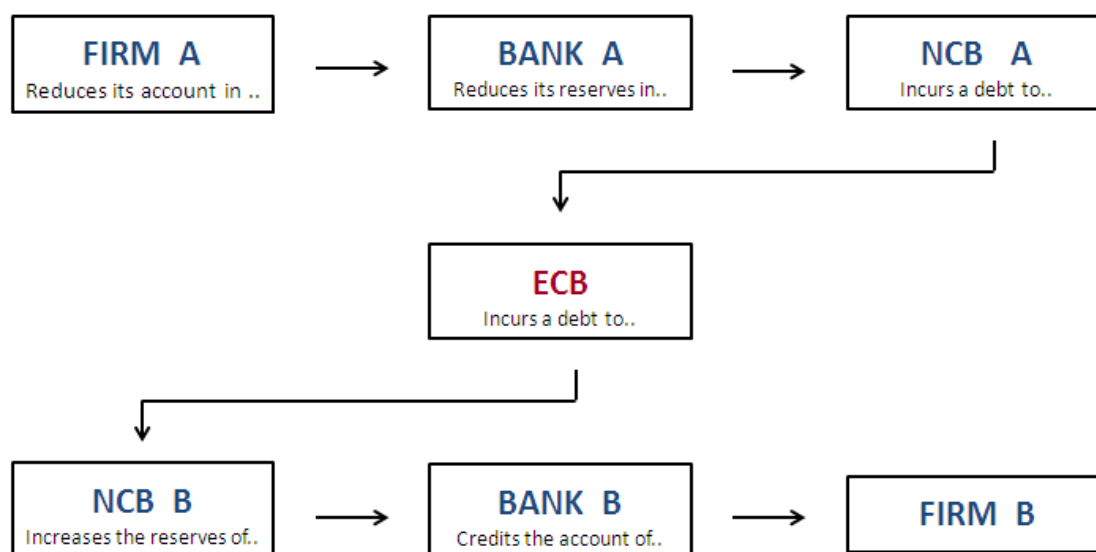 FIRM A
Reduces its account in ..
BANK A
Reduces its reserves in..
NCB A
Incurs a debt to..
ECB
Incurs a debt to..
NCB B
Increases the reserves of..
BANK B
Credits the account of..
FIRM B